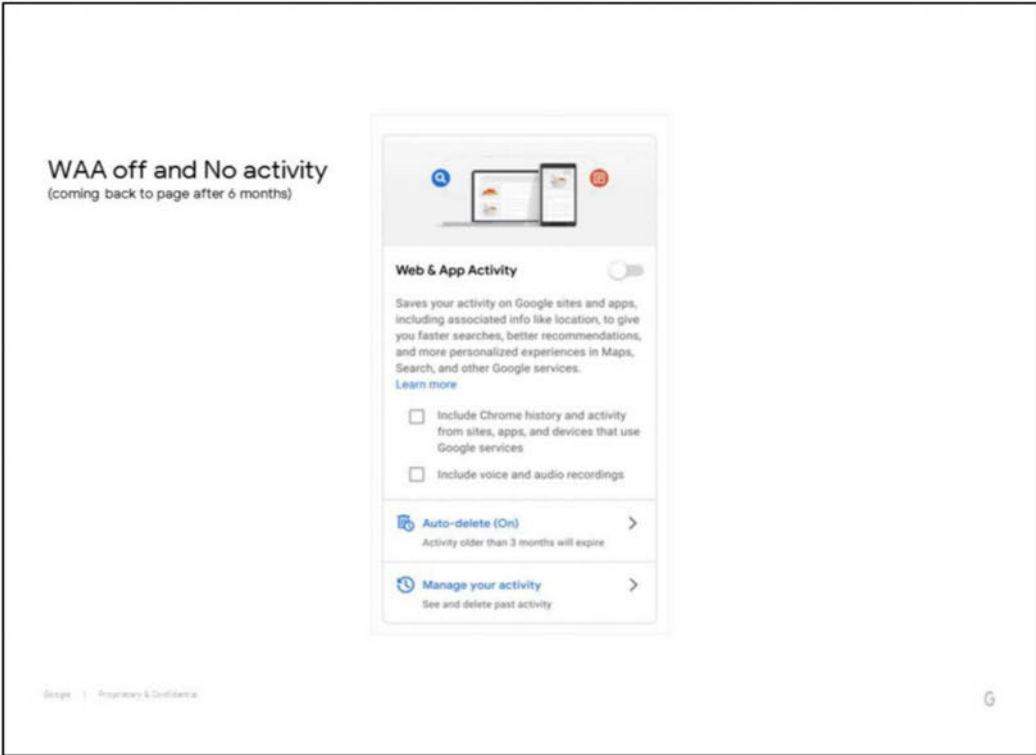 WAA off and No activity
(coming back to page after 6 months)
Web & App Activity
Saves your activity on Google sites and apps,
including associated info like location, to give
you faster searches, better recommendations,
and more personalized experiences in Maps,
Search, and other Google services.
Learn more
Include Chrome history and activity
from sites, apps, and devices that use
Google services
Include voice and audio recordings
Auto-delete (On)
Activity older than 3 months will expire
Manage your activity
See and delete past activity
Google | Proprietary & Confidential
G